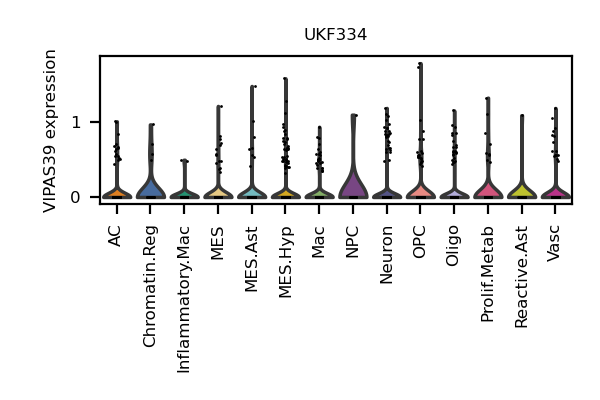 UKF334
VIPAS39 expression
1
0
AC
Chromatin.Reg
Inflammatory.Mac
MES
MES.Ast
MES.Hyp
Mac
NPC
Neuron
OPC
Oligo
Prolif.Metab
Reactive.Ast
Vasc